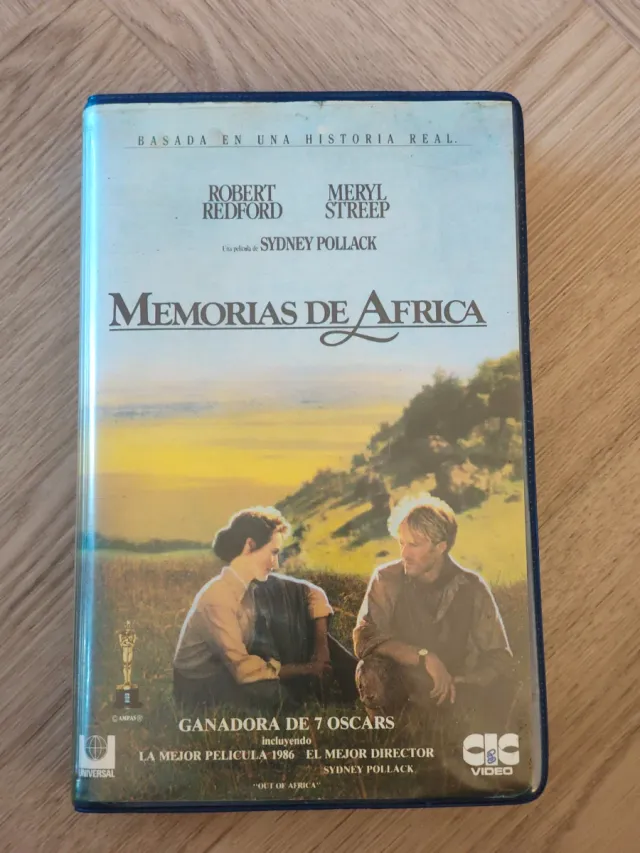 BASADA EN UNA HISTORIA REAL.
ROBERT REDFORD
MERYL STREEP
Una película de SYDNEY POLLACK
MEMORIAS DE AFRICA
© AMPAS ®
GANADORA DE 7 OSCARS
incluyendo
LA MEJOR PELICULA 1986 EL MEJOR DIRECTOR
SYDNEY POLLACK
"OUT OF AFRICA"
UNIVERSAL
CIC
VIDEO